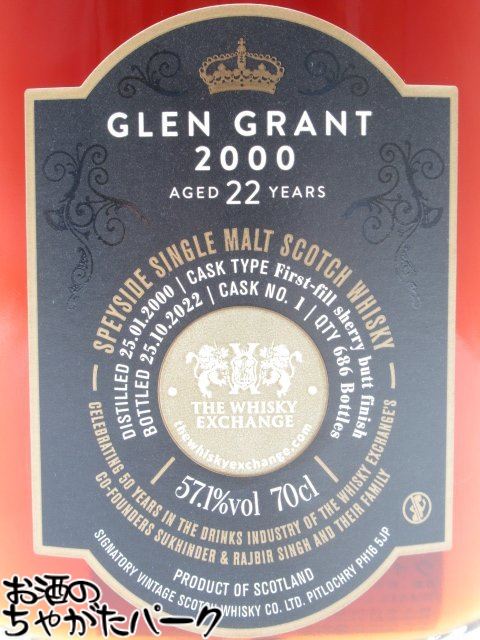 GLEN GRANT
2000
AGED 22 YEARS
SPEYSIDE SINGLE MALT SCOTCH WHISKY
DISTILLED 25.01.2000 | CASK TYPE First-fill sherry butt finish
BOTTLED 25.10.2022 | CASK NO. 1 | QTY 686 Bottles
THE WHISKY
EXCHANGE
thewhiskyexchange.com
57.1%vol 70cl
CELEBRATING 50 YEARS IN THE DRINKS INDUSTRY OF THE WHISKY EXCHANGE'S
CO-FOUNDERS SUKHINDER & RAJBIR SINGH AND THEIR FAMILY
PRODUCT OF SCOTLAND
SIGNATORY VINTAGE SCOTCH WHISKY CO. LTD. PITLOCHRY PH16 5JP
お酒の
ちゃがたパーク